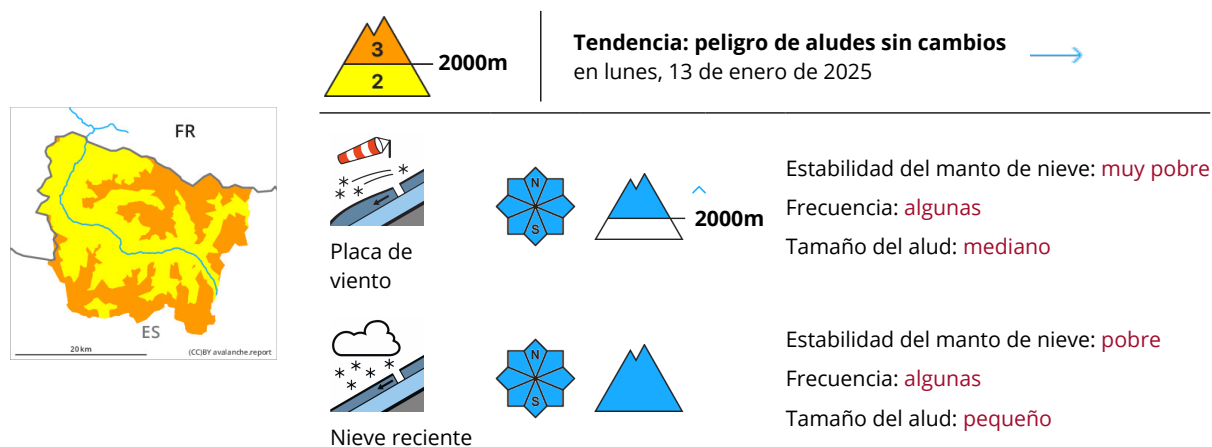 3
2
2000m
Tendencia: peligro de aludes sin cambios
en lunes, 13 de enero de 2025
FR
ES
20 km
(CC)BY avalanche.report
Placa de
viento
N
S
2000m
Estabilidad del manto de nieve: muy pobre
Frecuencia: algunas
Tamaño del alud: mediano
Nieve reciente
N
S
Estabilidad del manto de nieve: pobre
Frecuencia: algunas
Tamaño del alud: pequeño